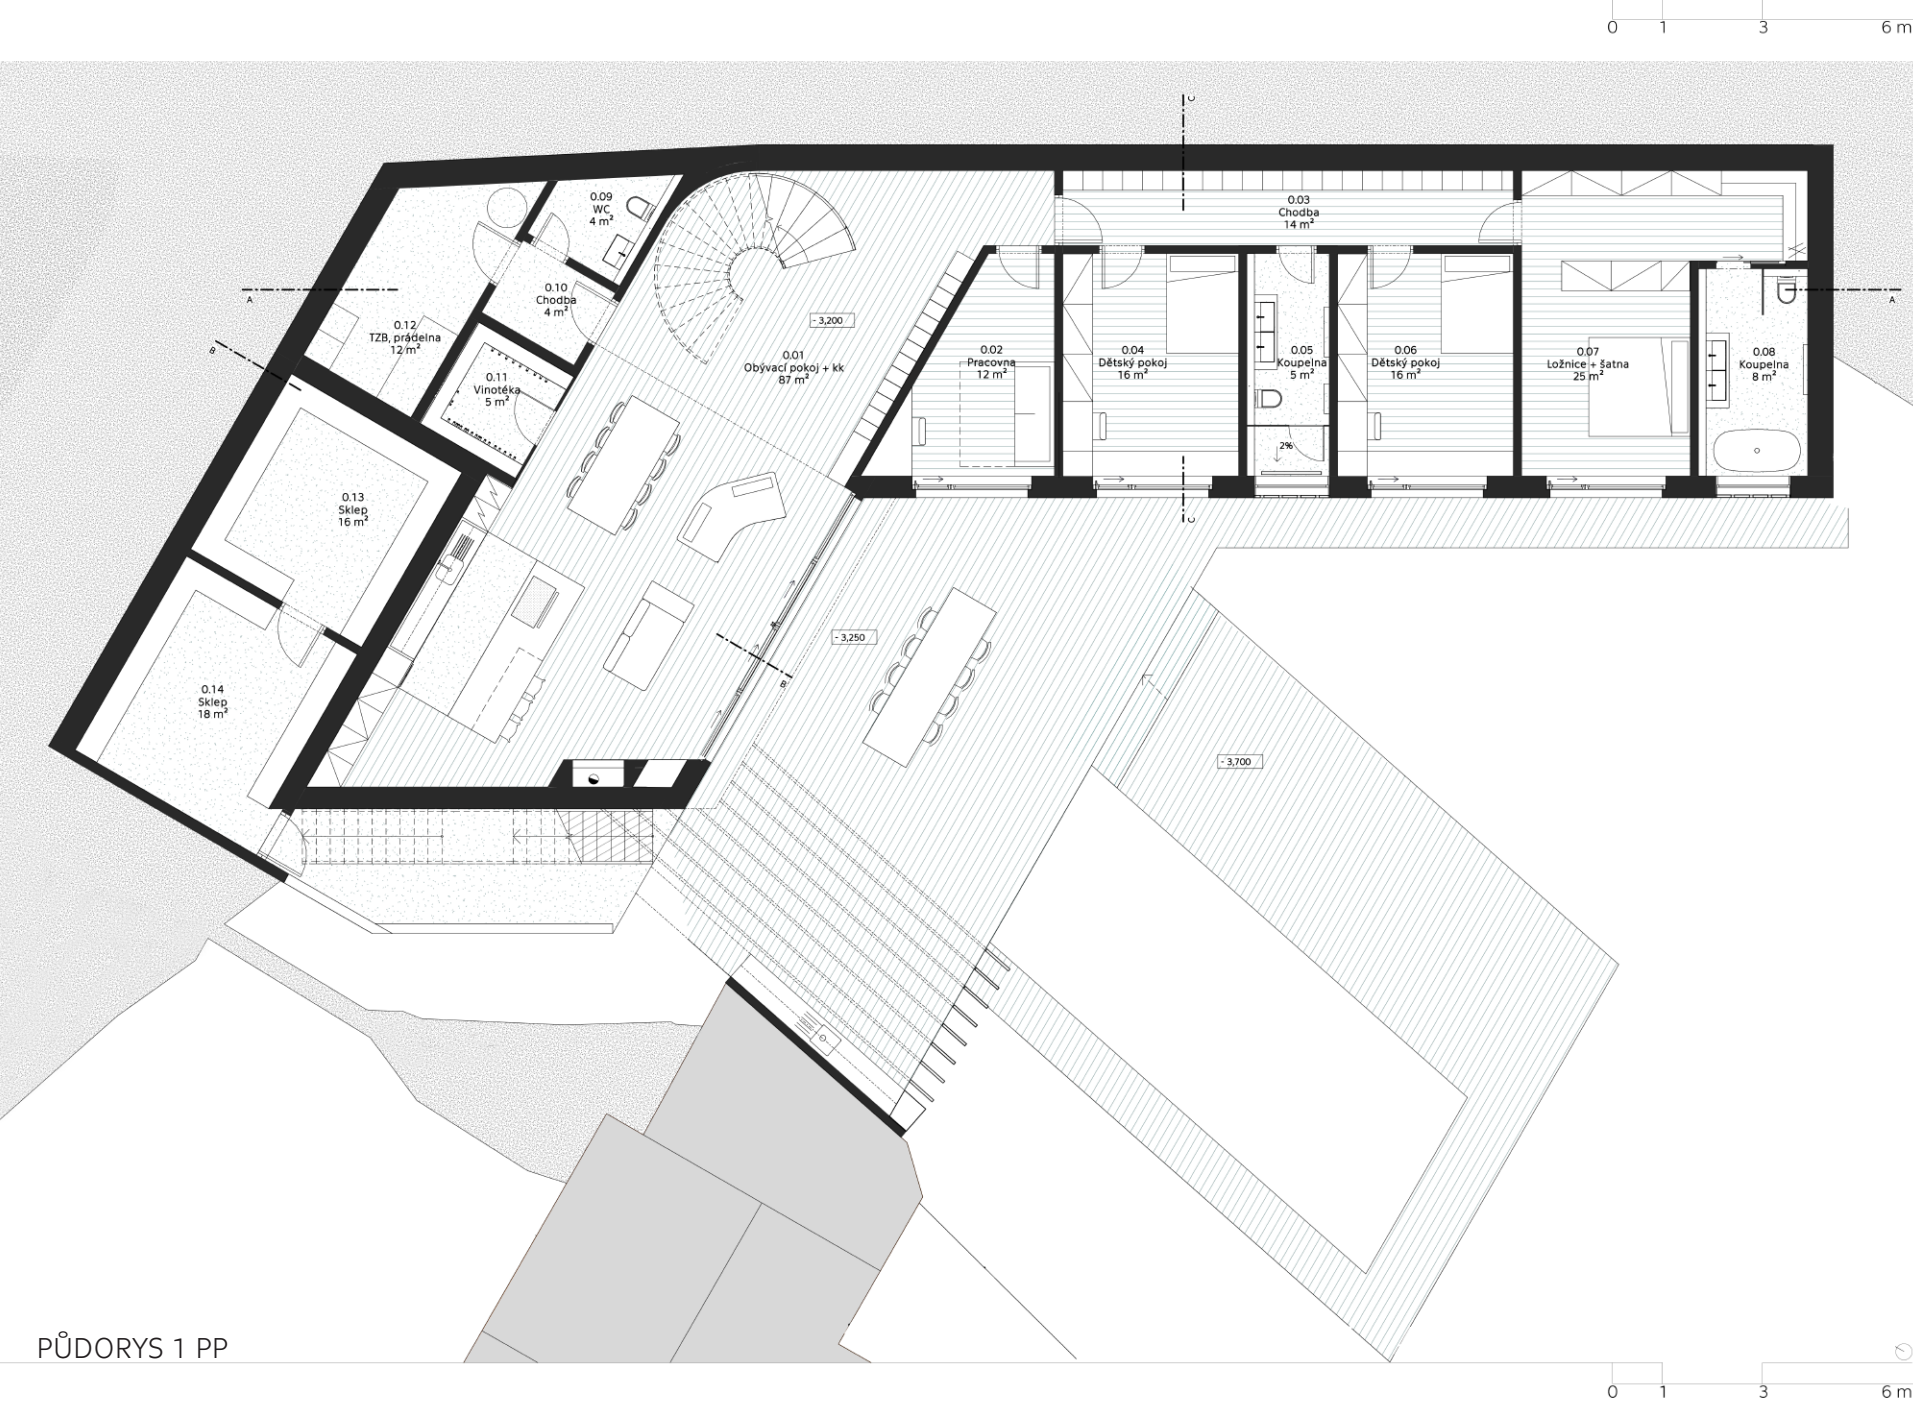 0 1 3 6 m
C
0.09
WC
4 m²
0.03
Chodba
14 m²
0.10
Chodba
4 m²
A
A
- 3,200
0.12
TZB, prádelna
12 m²
B
0.01
Obývací pokoj + kk
87 m²
0.02
Pracovna
12 m²
0.04
Dětský pokoj
16 m²
0.05
Koupelna
5 m²
0.06
Dětský pokoj
16 m²
0.07
Ložnice + šatna
25 m²
0.08
Koupelna
8 m²
0.11
Vinotéka
5 m²
2%
0.13
Sklep
16 m²
C
- 3,250
B
0.14
Sklep
18 m²
- 3,700
PŮDORYS 1 PP
0 1 3 6 m